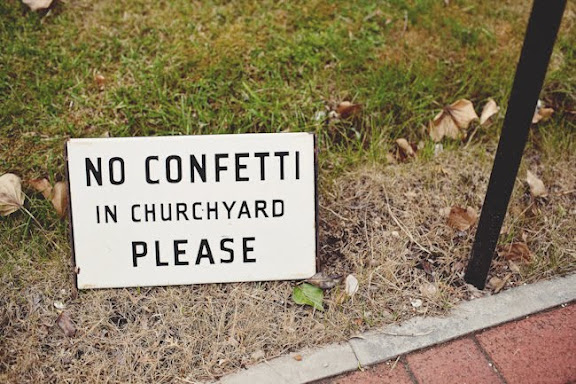 NO CONFETTI
IN CHURCHYARD
PLEASE